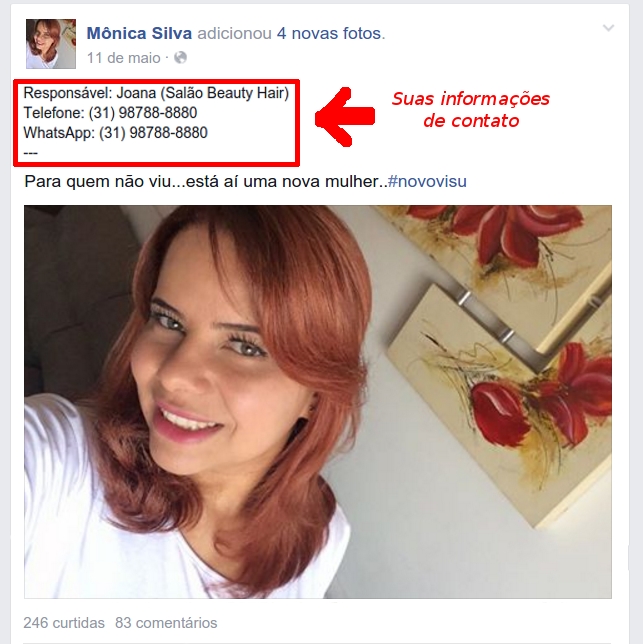 Mônica Silva adicionou 4 novas fotos.
11 de maio ·
Responsável: Joana (Salão Beauty Hair)
Telefone: (31) 98788-8880
WhatsApp: (31) 98788-8880
---
Suas informações
de contato
Para quem não viu...está aí uma nova mulher..#novovisu
246 curtidas 83 comentários